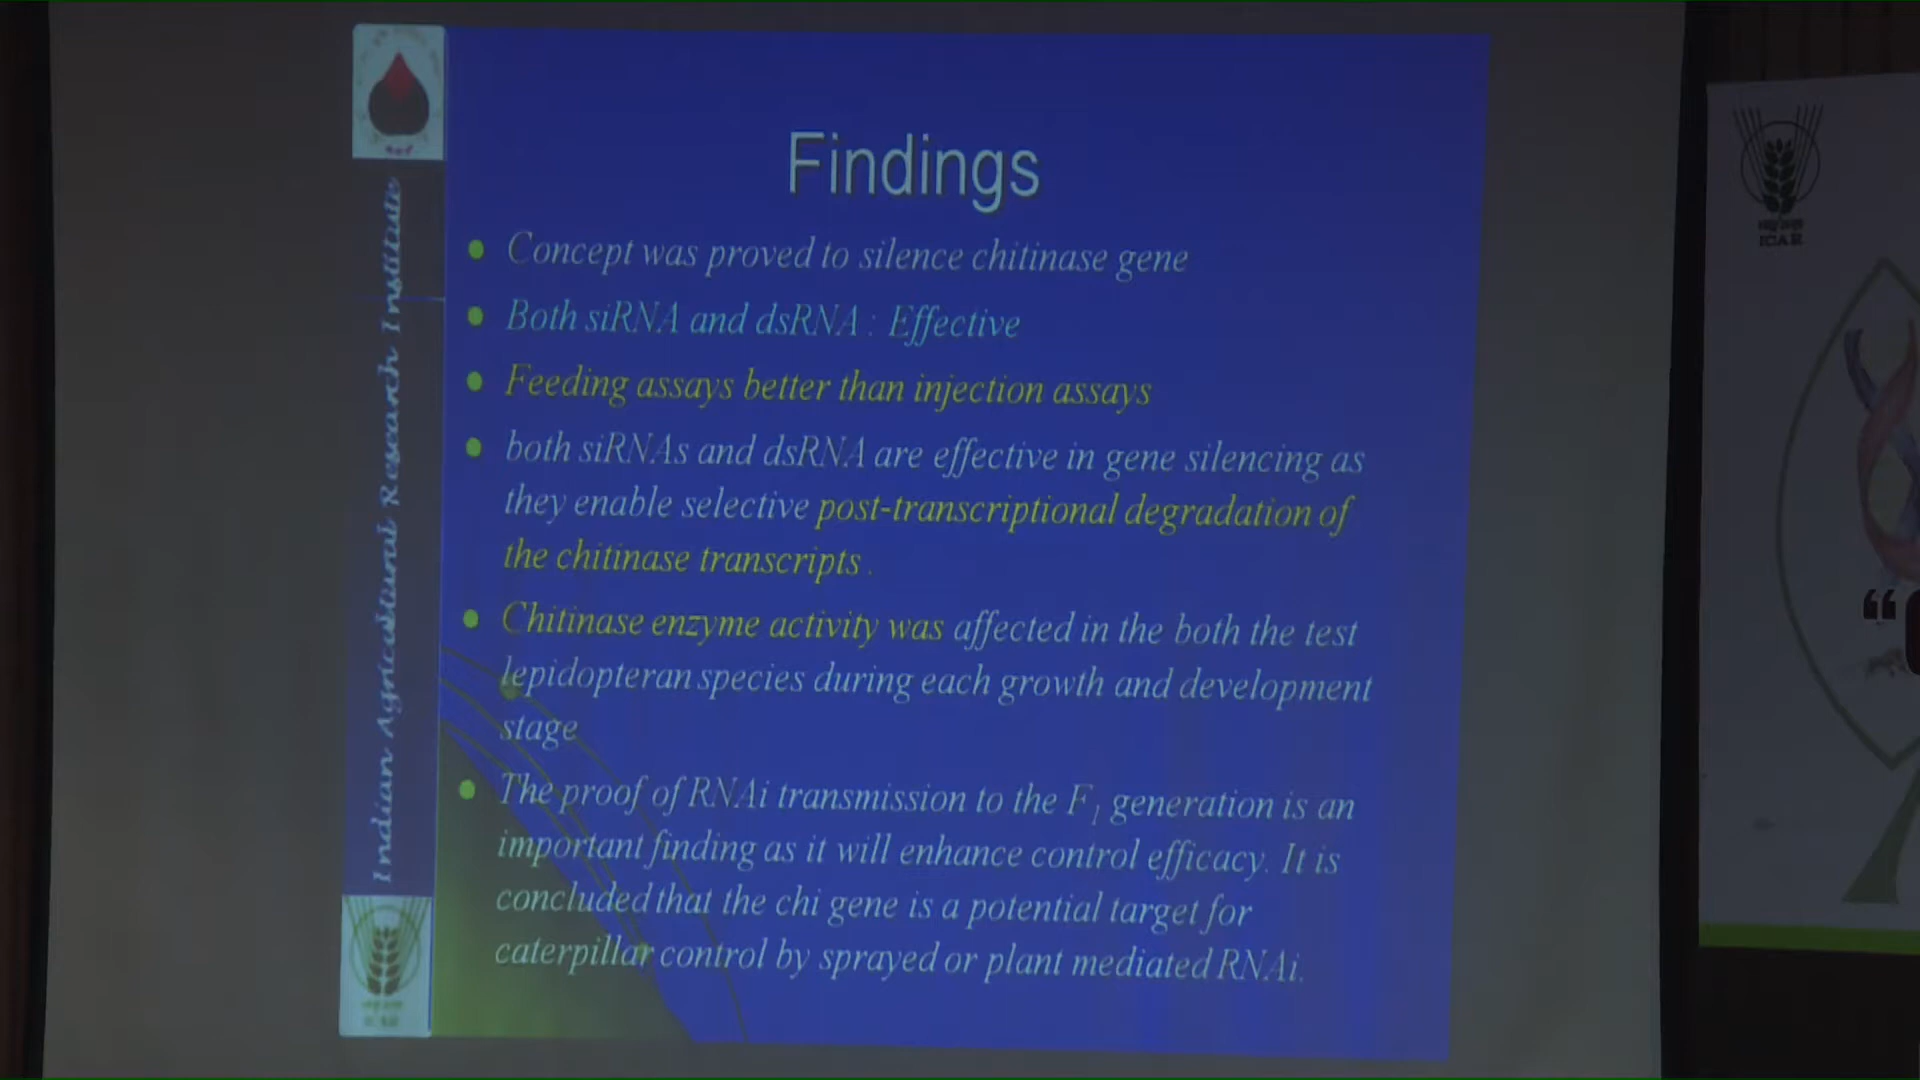 Findings
Concept was proved to silence chitinase gene
Both siRNA and dsRNA : Effective
Feeding assays better than injection assays
both siRNAs and dsRNA are effective in gene silencing as
they enable selective post-transcriptional degradation of
the chitinase transcripts .
Chitinase enzyme activity was affected in the both the test
lepidopteran species during each growth and development
stage
The proof of RNAi transmission to the F1 generation is an
important finding as it will enhance control efficacy. It is
concluded that the chi gene is a potential target for
caterpillar control by sprayed or plant mediated RNAi.
Indian Agricultural Research Institute
ICAR
ICAR
“